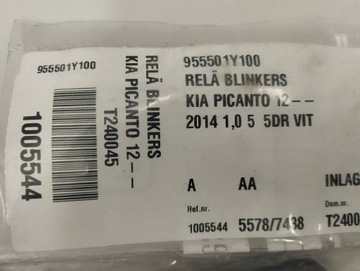 955501Y100
RELÄ BLINKERS
KIA PICANTO 12--
T240045
1005544
955501Y100
RELÄ BLINKERS
KIA PICANTO 12--
2014 1,0 5 5DR VIT
A AA INLAG
Ref.nr. Dem.nr.
1005544 5578/7438 T2400